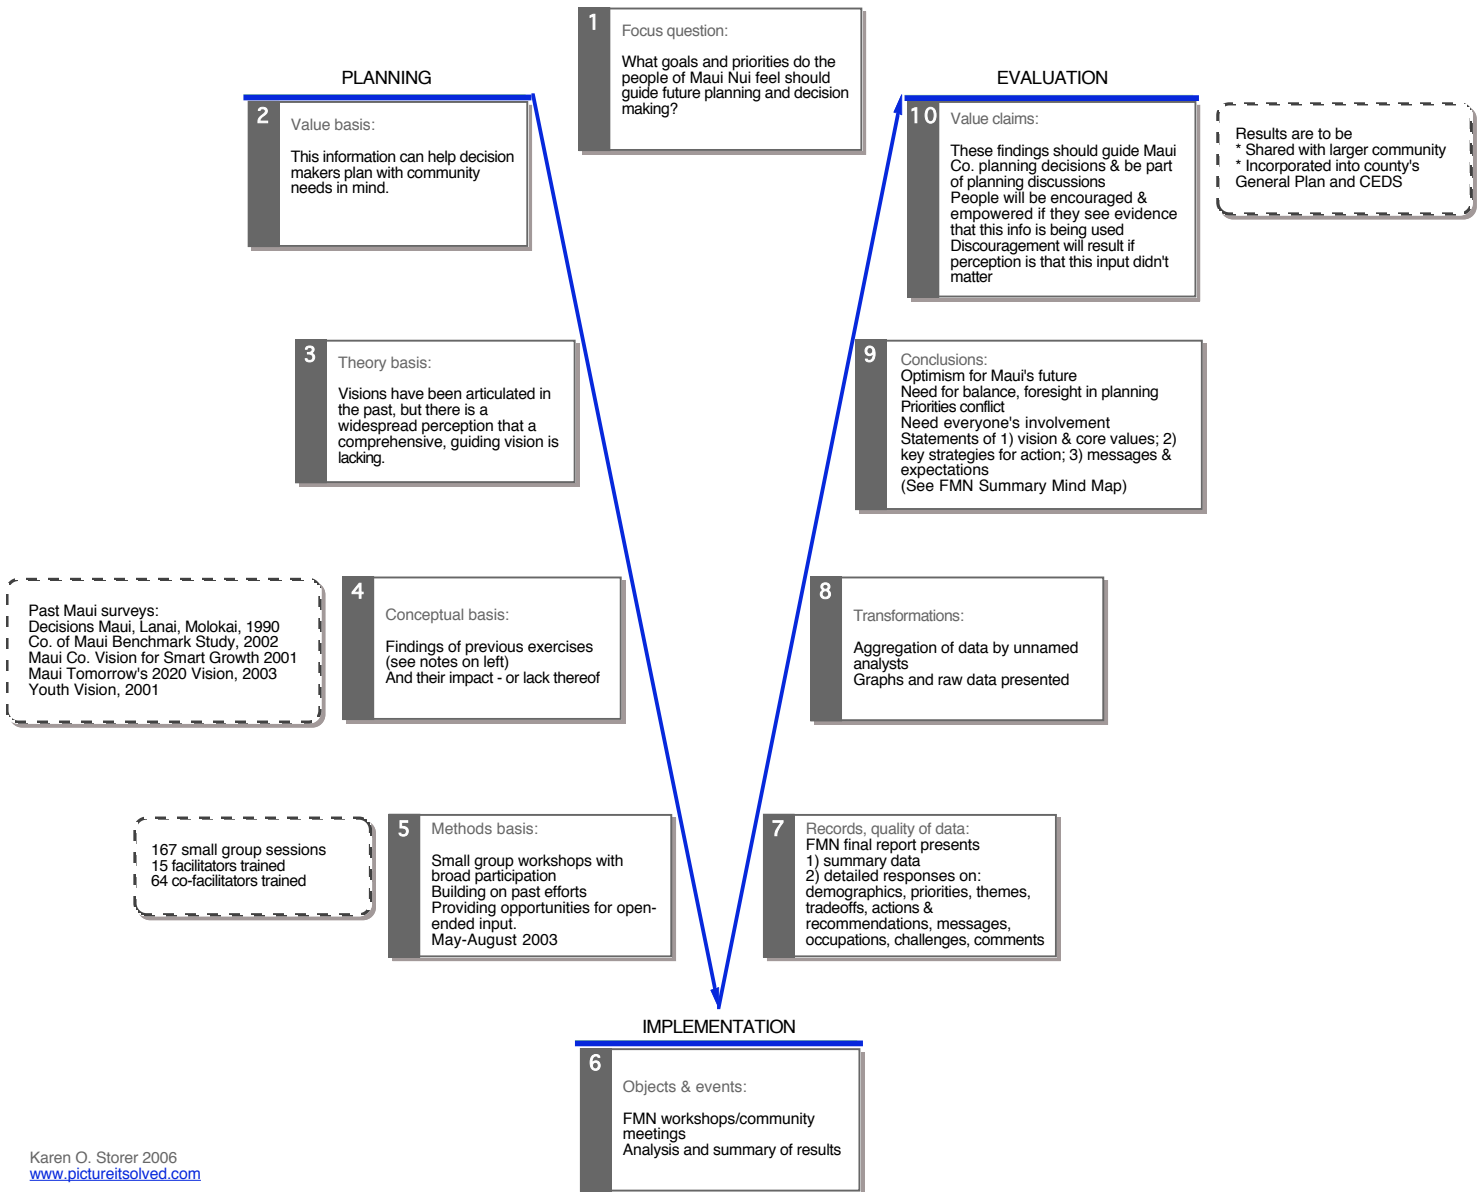 1
Focus question:
What goals and priorities do the
people of Maui Nui feel should
guide future planning and decision
making?
PLANNING
2
Value basis:
This information can help decision
makers plan with community
needs in mind.
3
Theory basis:
Visions have been articulated in
the past, but there is a
widespread perception that a
comprehensive, guiding vision is
lacking.
Past Maui surveys:
Decisions Maui, Lanai, Molokai, 1990
Co. of Maui Benchmark Study, 2002
Maui Co. Vision for Smart Growth 2001
Maui Tomorrow's 2020 Vision, 2003
Youth Vision, 2001
4
Conceptual basis:
Findings of previous exercises
(see notes on left)
And their impact - or lack thereof
167 small group sessions
15 facilitators trained
64 co-facilitators trained
5
Methods basis:
Small group workshops with
broad participation
Building on past efforts
Providing opportunities for open-
ended input.
May-August 2003
IMPLEMENTATION
6
Objects & events:
FMN workshops/community
meetings
Analysis and summary of results
7
Records, quality of data:
FMN final report presents
1) summary data
2) detailed responses on:
demographics, priorities, themes,
tradeoffs, actions &
recommendations, messages,
occupations, challenges, comments
8
Transformations:
Aggregation of data by unnamed
analysts
Graphs and raw data presented
9
Conclusions:
Optimism for Maui's future
Need for balance, foresight in planning
Priorities conflict
Need everyone's involvement
Statements of 1) vision & core values; 2)
key strategies for action; 3) messages &
expectations
(See FMN Summary Mind Map)
EVALUATION
10
Value claims:
These findings should guide Maui
Co. planning decisions & be part
of planning discussions
People will be encouraged &
empowered if they see evidence
that this info is being used
Discouragement will result if
perception is that this input didn't
matter
Results are to be
* Shared with larger community
* Incorporated into county's
General Plan and CEDS
Karen O. Storer 2006
www.pictureitsolved.com